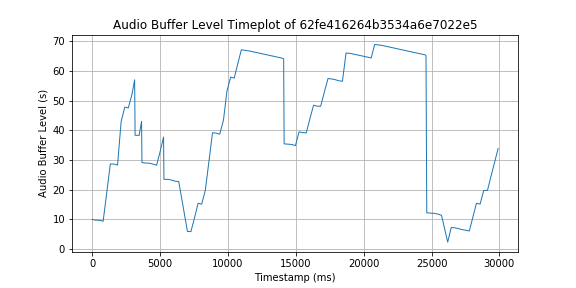 Audio Buffer Level Timeplot of 62fe416264b3534a6e7022e5
Audio Buffer Level (s)
70
60
50
40
30
20
10
0
0 5000 10000 15000 20000 25000 30000
Timestamp (ms)